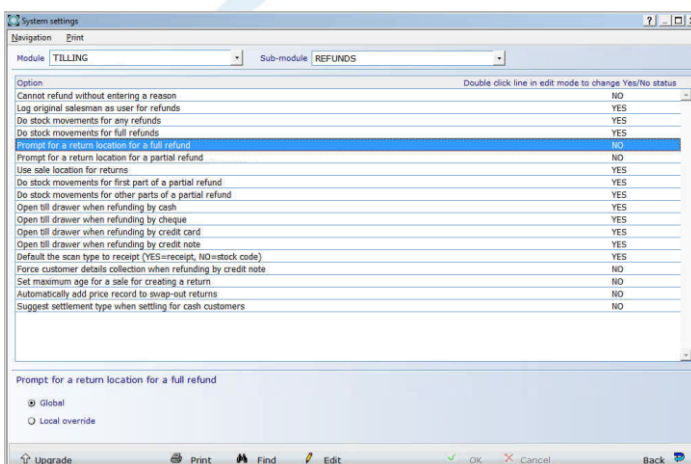 System settings
Navigation Print
Module TILLING Sub-module REFUNDS
Option Double click line in edit mode to change Yes/No status
Cannot refund without entering a reason NO
Log original salesman as user for refunds YES
Do stock movements for any refunds YES
Do stock movements for full refunds YES
Prompt for a return location for a full refund NO
Prompt for a return location for a partial refund NO
Use sale location for returns YES
Do stock movements for first part of a partial refund YES
Do stock movements for other parts of a partial refund YES
Open till drawer when refunding by cash YES
Open till drawer when refunding by cheque YES
Open till drawer when refunding by credit card YES
Open till drawer when refunding by credit note YES
Default the scan type to receipt (YES=receipt, NO=stock code) YES
Force customer details collection when refunding by credit note NO
Set maximum age for a sale for creating a return NO
Automatically add price record to swap-out returns NO
Suggest settlement type when settling for cash customers NO
Prompt for a return location for a full refund
Global
Local override
Upgrade Print Find Edit OK Cancel Back